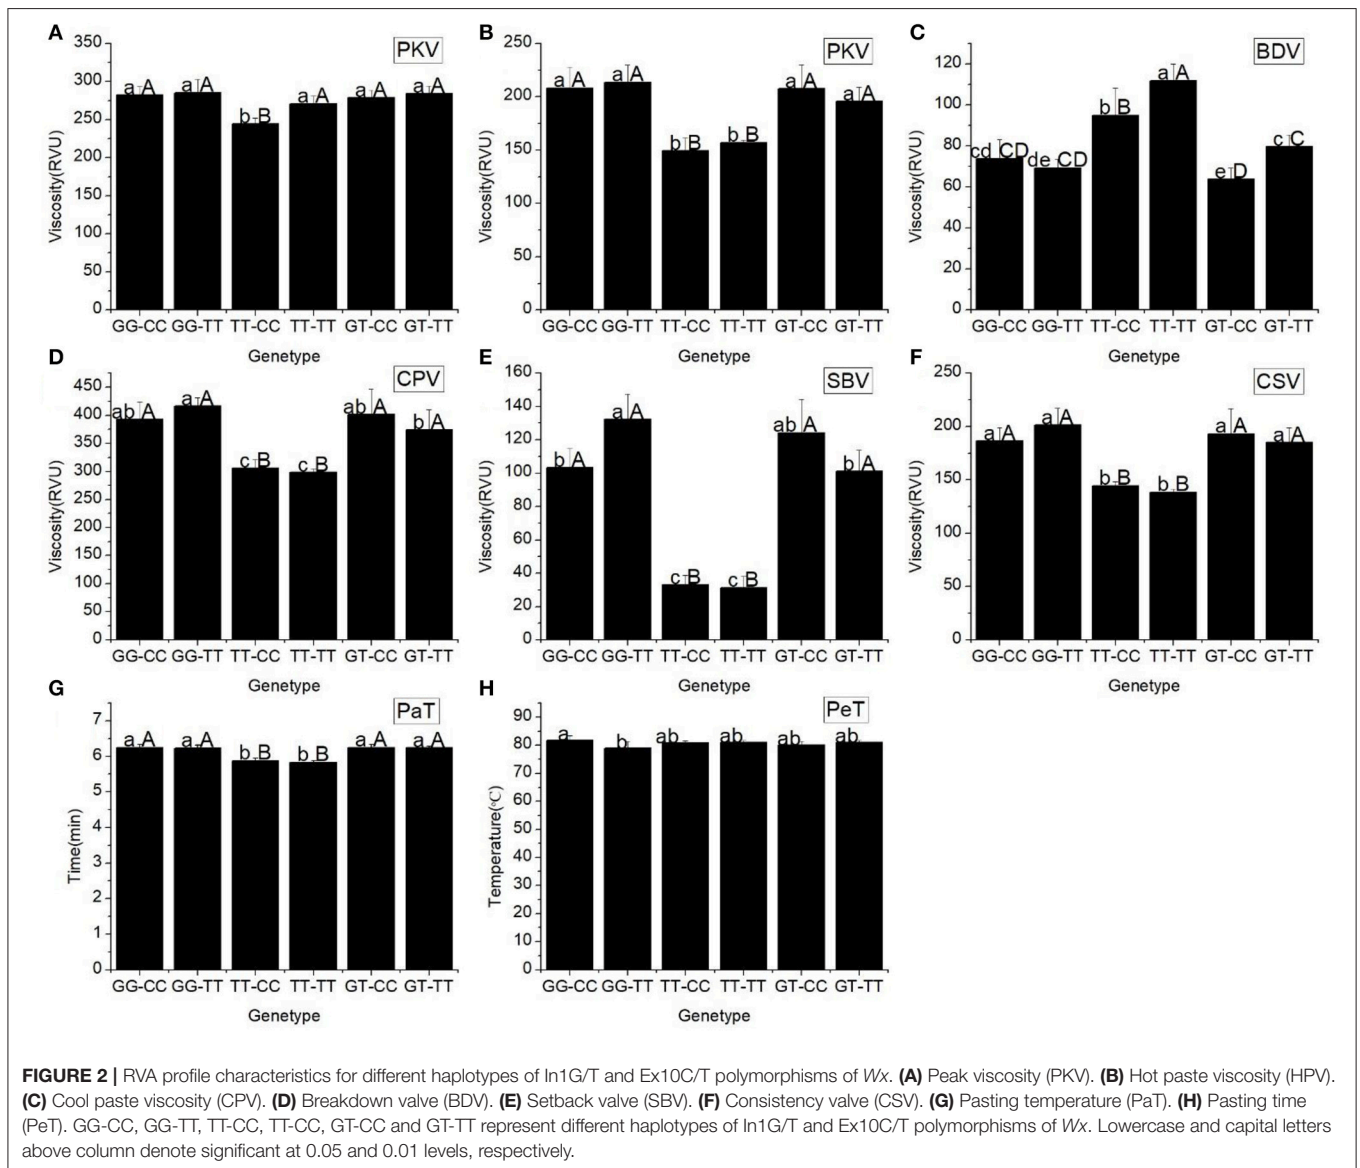 A
PKV
350
300
250
200
150
100
50
0
Viscosity(RVU)
a A
a A
b B
a A
a A
a A
GG-CC GG-TT TT-CC TT-TT GT-CC GT-TT
Genetype
B
PKV
250
200
150
100
50
0
Viscosity(RVU)
a A
a A
b B
b B
a A
a A
GG-CC GG-TT TT-CC TT-TT GT-CC GT-TT
Genetype
C
BDV
120
100
80
60
40
20
0
Viscosity(RVU)
cd CD
de CD
b B
a A
e D
c C
GG-CC GG-TT TT-CC TT-TT GT-CC GT-TT
Genetype
D
CPV
450
400
350
300
250
200
150
100
50
0
Viscosity(RVU)
ab A
a A
c B
c B
ab A
b A
GG-CC GG-TT TT-CC TT-TT GT-CC GT-TT
Genetype
E
SBV
160
140
120
100
80
60
40
20
0
Viscosity(RVU)
b A
a A
c B
c B
ab A
b A
GG-CC GG-TT TT-CC TT-TT GT-CC GT-TT
Genetype
F
CSV
250
200
150
100
50
0
Viscosity(RVU)
a A
a A
b B
b B
a A
a A
GG-CC GG-TT TT-CC TT-TT GT-CC GT-TT
Genetype
G
PaT
7
6
5
4
3
2
1
0
Time(min)
a A
a A
b B
b B
a A
a A
GG-CC GG-TT TT-CC TT-TT GT-CC GT-TT
Genetype
H
PeT
90
80
70
60
50
40
30
20
10
0
Temperature(℃)
a
b
ab
ab
ab
ab
GG-CC GG-TT TT-CC TT-TT GT-CC GT-TT
Genetype
FIGURE 2 | RVA profile characteristics for different haplotypes of In1G/T and Ex10C/T polymorphisms of Wx. (A) Peak viscosity (PKV). (B) Hot paste viscosity (HPV).
(C) Cool paste viscosity (CPV). (D) Breakdown valve (BDV). (E) Setback valve (SBV). (F) Consistency valve (CSV). (G) Pasting temperature (PaT). (H) Pasting time
(PeT). GG-CC, GG-TT, TT-CC, TT-CC, GT-CC and GT-TT represent different haplotypes of In1G/T and Ex10C/T polymorphisms of Wx. Lowercase and capital letters
above column denote significant at 0.05 and 0.01 levels, respectively.